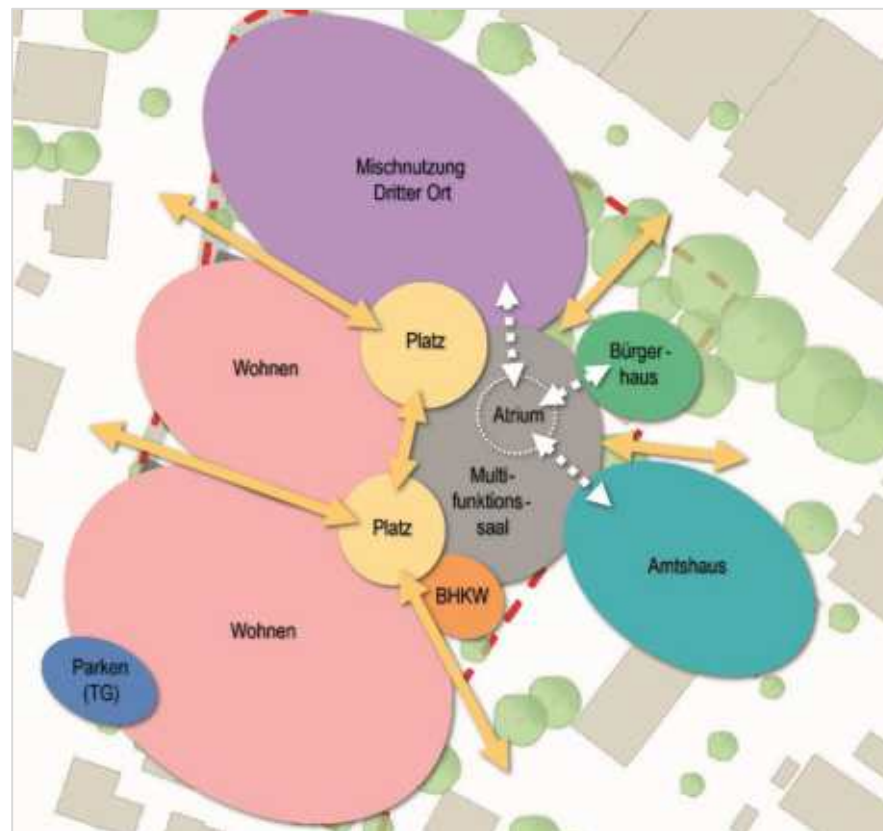 Mischnutzung
Dritter Ort
Platz
Bürger-
haus
Wohnen
Atrium
Multi-
funktions-
saal
Platz
Amtshaus
BHKW
Wohnen
Parken
(TG)